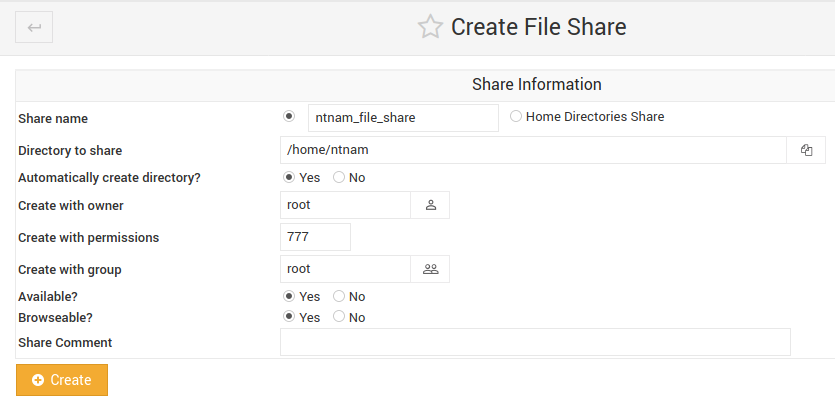 Create File Share
Share Information
Share name ntnam_file_share Home Directories Share
Directory to share /home/ntnam
Automatically create directory? Yes No
Create with owner root
Create with permissions 777
Create with group root
Available? Yes No
Browseable? Yes No
Share Comment
Create